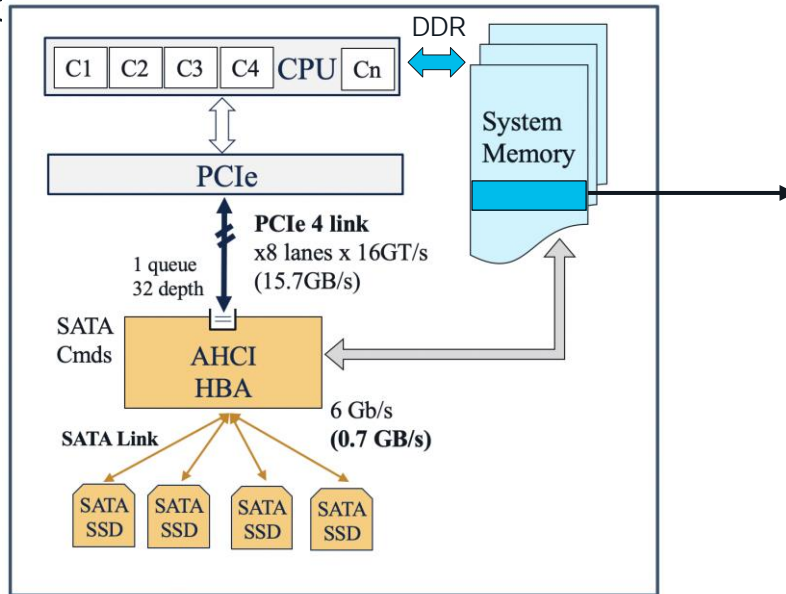 DDR
C1 C2 C3 C4 CPU Cn
System
Memory
PCIe
PCIe 4 link
x8 lanes x 16GT/s
(15.7GB/s)
1 queue
32 depth
SATA
Cmds
AHCI
HBA
6 Gb/s
(0.7 GB/s)
SATA Link
SATA
SSD
SATA
SSD
SATA
SSD
SATA
SSD